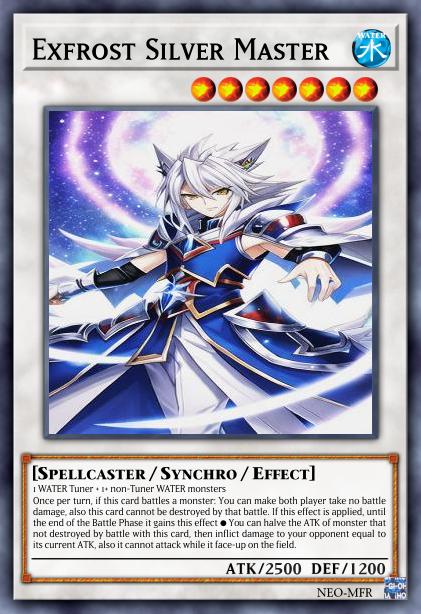 Exfrost Silver Master
WATER
水
[Spellcaster / Synchro / Effect]
1 WATER Tuner + 1+ non-Tuner WATER monsters
Once per turn, if this card battles a monster: You can make both player take no battle
damage, also this card cannot be destroyed by that battle. If this effect is applied, until
the end of the Battle Phase it gains this effect ● You can halve the ATK of monster that
not destroyed by battle with this card, then inflict damage to your opponent equal to
its current ATK, also it cannot attack while it face-up on the field.
ATK/2500 DEF/1200
NEO-MFR